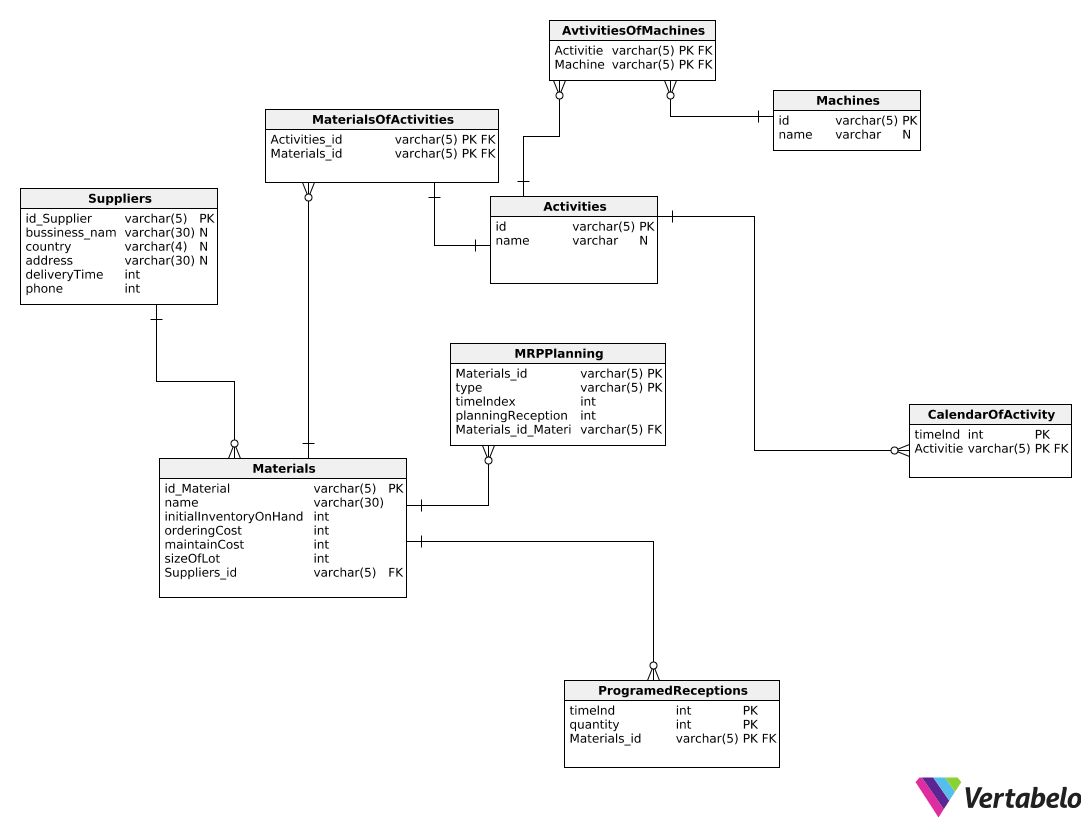 AvtivitiesOfMachines
Activitie varchar(5) PK FK
Machine varchar(5) PK FK
Machines
id varchar(5) PK
name varchar N
MaterialsOfActivities
Activities_id varchar(5) PK FK
Materials_id varchar(5) PK FK
Suppliers
id_Supplier varchar(5) PK
bussiness_nam varchar(30) N
country varchar(4) N
address varchar(30) N
deliveryTime int
phone int
Activities
id varchar(5) PK
name varchar N
MRPPlanning
Materials_id varchar(5) PK
type varchar(5) PK
timeIndex int
planningReception int
Materials_id_Materi varchar(5) FK
CalendarOfActivity
timeInd int PK
Activitie varchar(5) PK FK
Materials
id_Material varchar(5) PK
name varchar(30)
initialInventoryOnHand int
orderingCost int
maintainCost int
sizeOfLot int
Suppliers_id varchar(5) FK
ProgramedReceptions
timeInd int PK
quantity int PK
Materials_id varchar(5) PK FK
Vertabelo